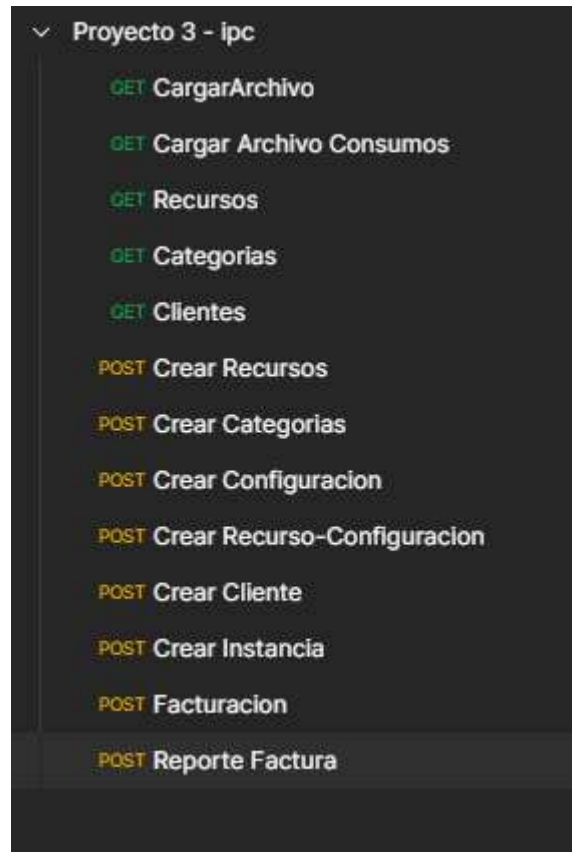 Proyecto 3 - ipc
GET CargarArchivo
GET Cargar Archivo Consumos
GET Recursos
GET Categorias
GET Clientes
POST Crear Recursos
POST Crear Categorias
POST Crear Configuracion
POST Crear Recurso-Configuracion
POST Crear Cliente
POST Crear Instancia
POST Facturacion
POST Reporte Factura